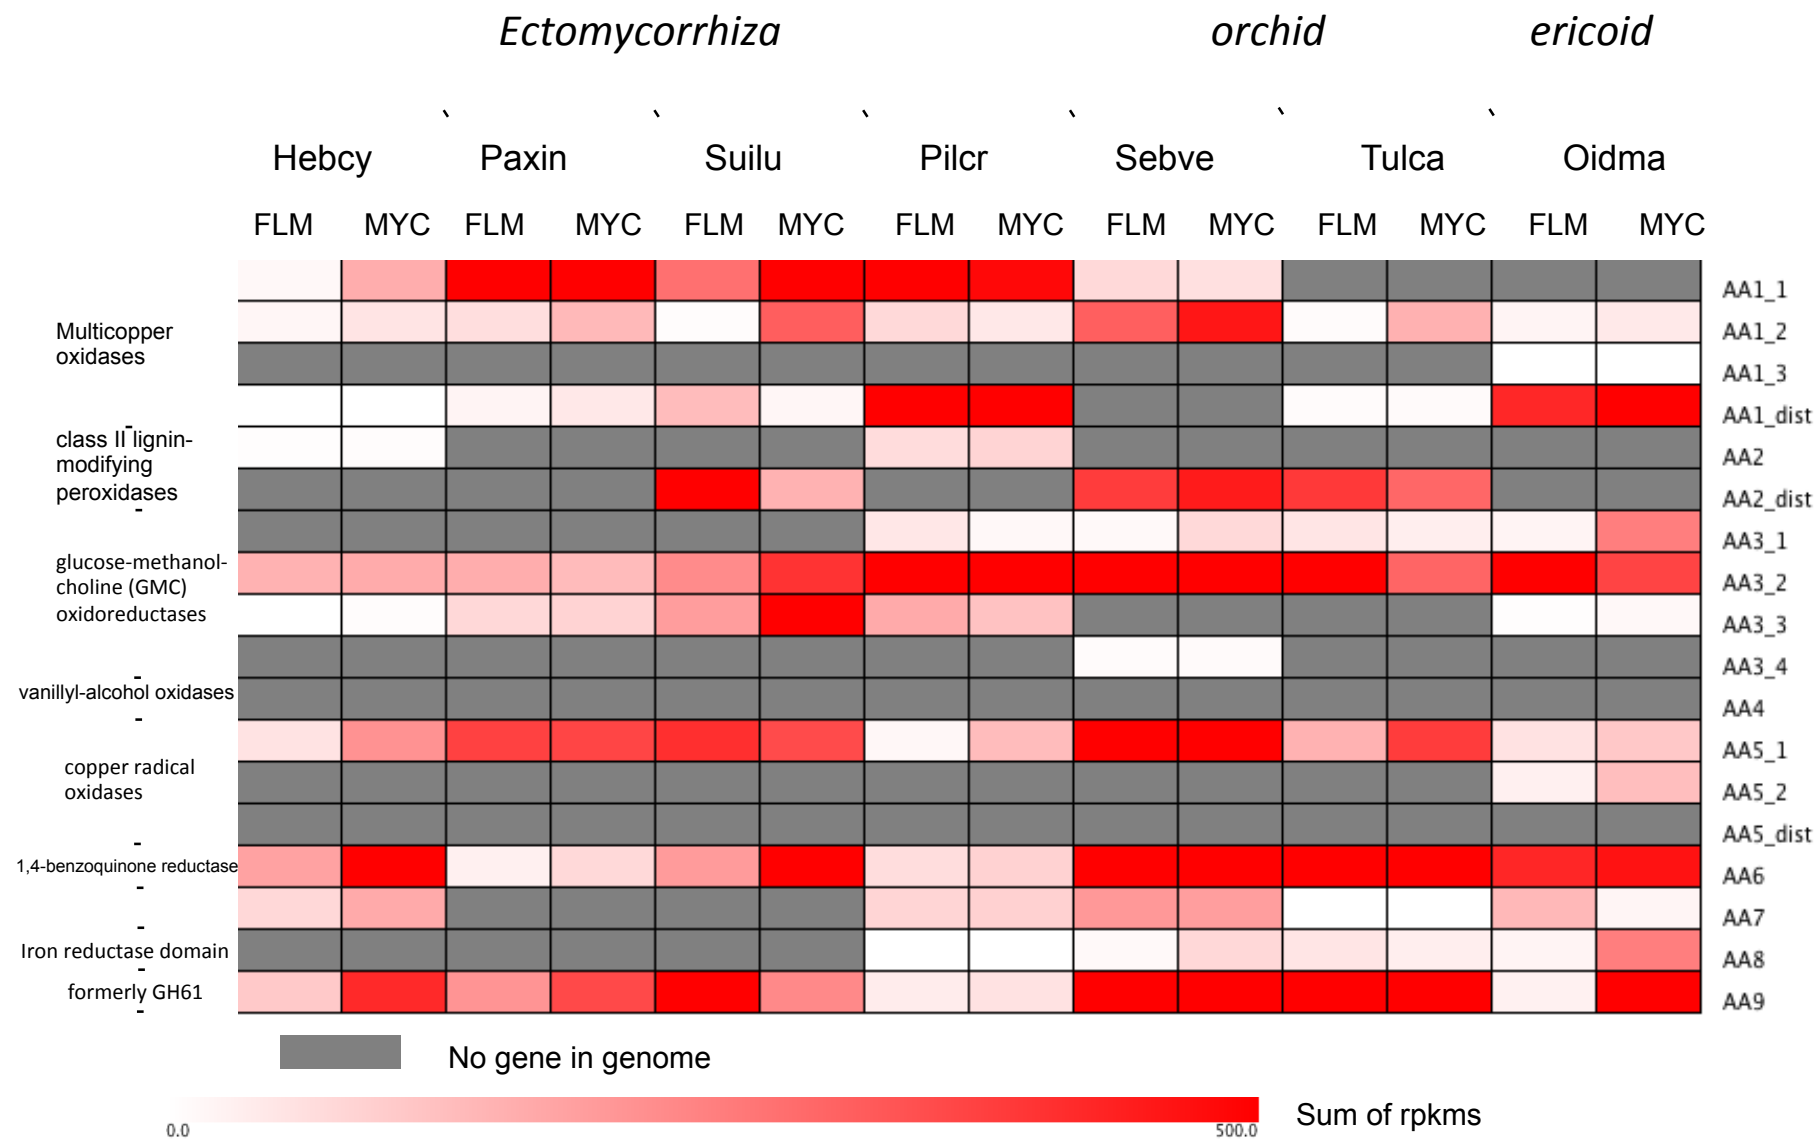 Ectomycorrhiza orchid ericoid
Hebcy Paxin Suilu Pilcr Sebve Tulca Oidma
FLM MYC FLM MYC FLM MYC FLM MYC FLM MYC FLM MYC FLM MYC
AA1_1
Multicopper
oxidases
AA1_2
AA1_3
AA1_dist
class II lignin-
modifying
peroxidases
AA2
AA2_dist
AA3_1
glucose-methanol-
choline (GMC)
oxidoreductases
AA3_2
AA3_3
AA3_4
vanillyl-alcohol oxidases
AA4
AA5_1
copper radical
oxidases
AA5_2
AA5_dist
1,4-benzoquinone reductase
AA6
AA7
Iron reductase domain
AA8
formerly GH61
AA9
No gene in genome
0.0 500.0 Sum of rpkms